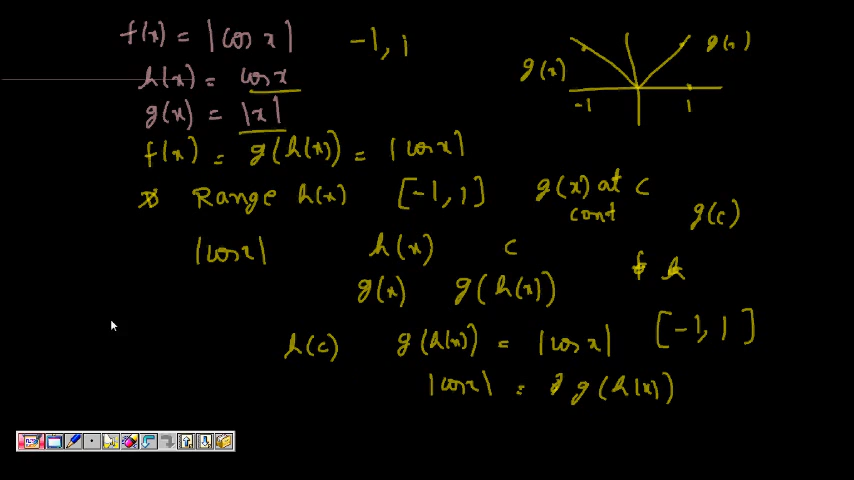 f(x) = |cos x| -1, 1
h(x) = cos x
g(x) = |x|
g(x) g(x)
-1 1
f(x) = g(h(x)) = |cos x|
Range h(x) [-1, 1] g(x) at c
cont g(c)
|cos x| h(x) c
g(x) g(h(x))
h(c) g(h(x)) = |cos x| [-1, 1]
|cos x| = g(h(x))